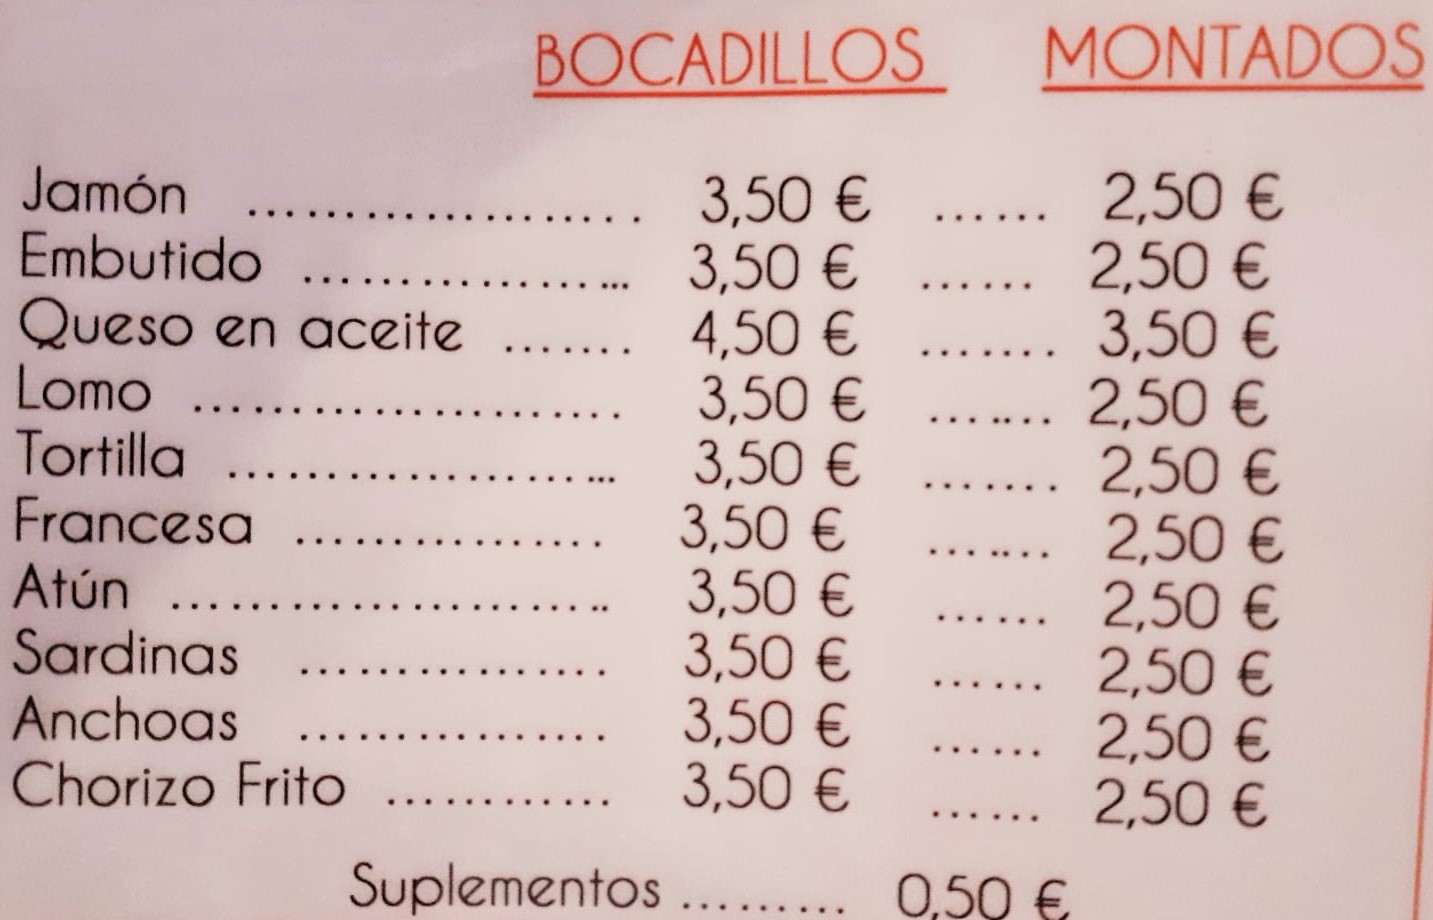 BOCADILLOS MONTADOS
Jamón .................... 3,50 € ...... 2,50 €
Embutido ................. 3,50 € ...... 2,50 €
Queso en aceite ....... 4,50 € ....... 3,50 €
Lomo ...................... 3,50 € ....... 2,50 €
Tortilla .................... 3,50 € ....... 2,50 €
Francesa ................ 3,50 € ....... 2,50 €
Atún ....................... 3,50 € ...... 2,50 €
Sardinas ................ 3,50 € ...... 2,50 €
Anchoas ................ 3,50 € ...... 2,50 €
Chorizo Frito ............ 3,50 € ...... 2,50 €
Suplementos ......... 0,50 €